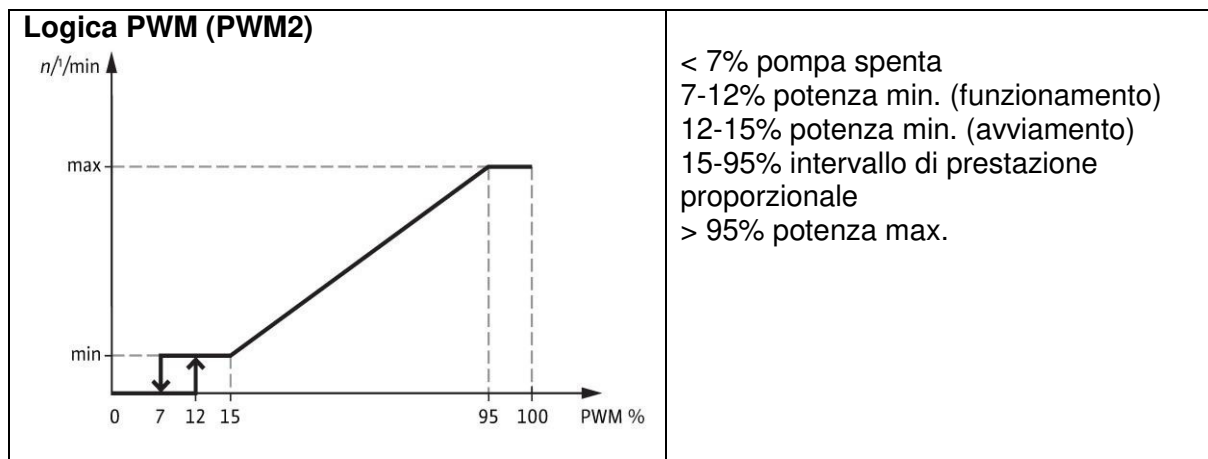 Logica PWM (PWM2)
n/¹/min
max
min
0 7 12 15 95 100 PWM %
< 7% pompa spenta
7-12% potenza min. (funzionamento)
12-15% potenza min. (avviamento)
15-95% intervallo di prestazione
proporzionale
> 95% potenza max.